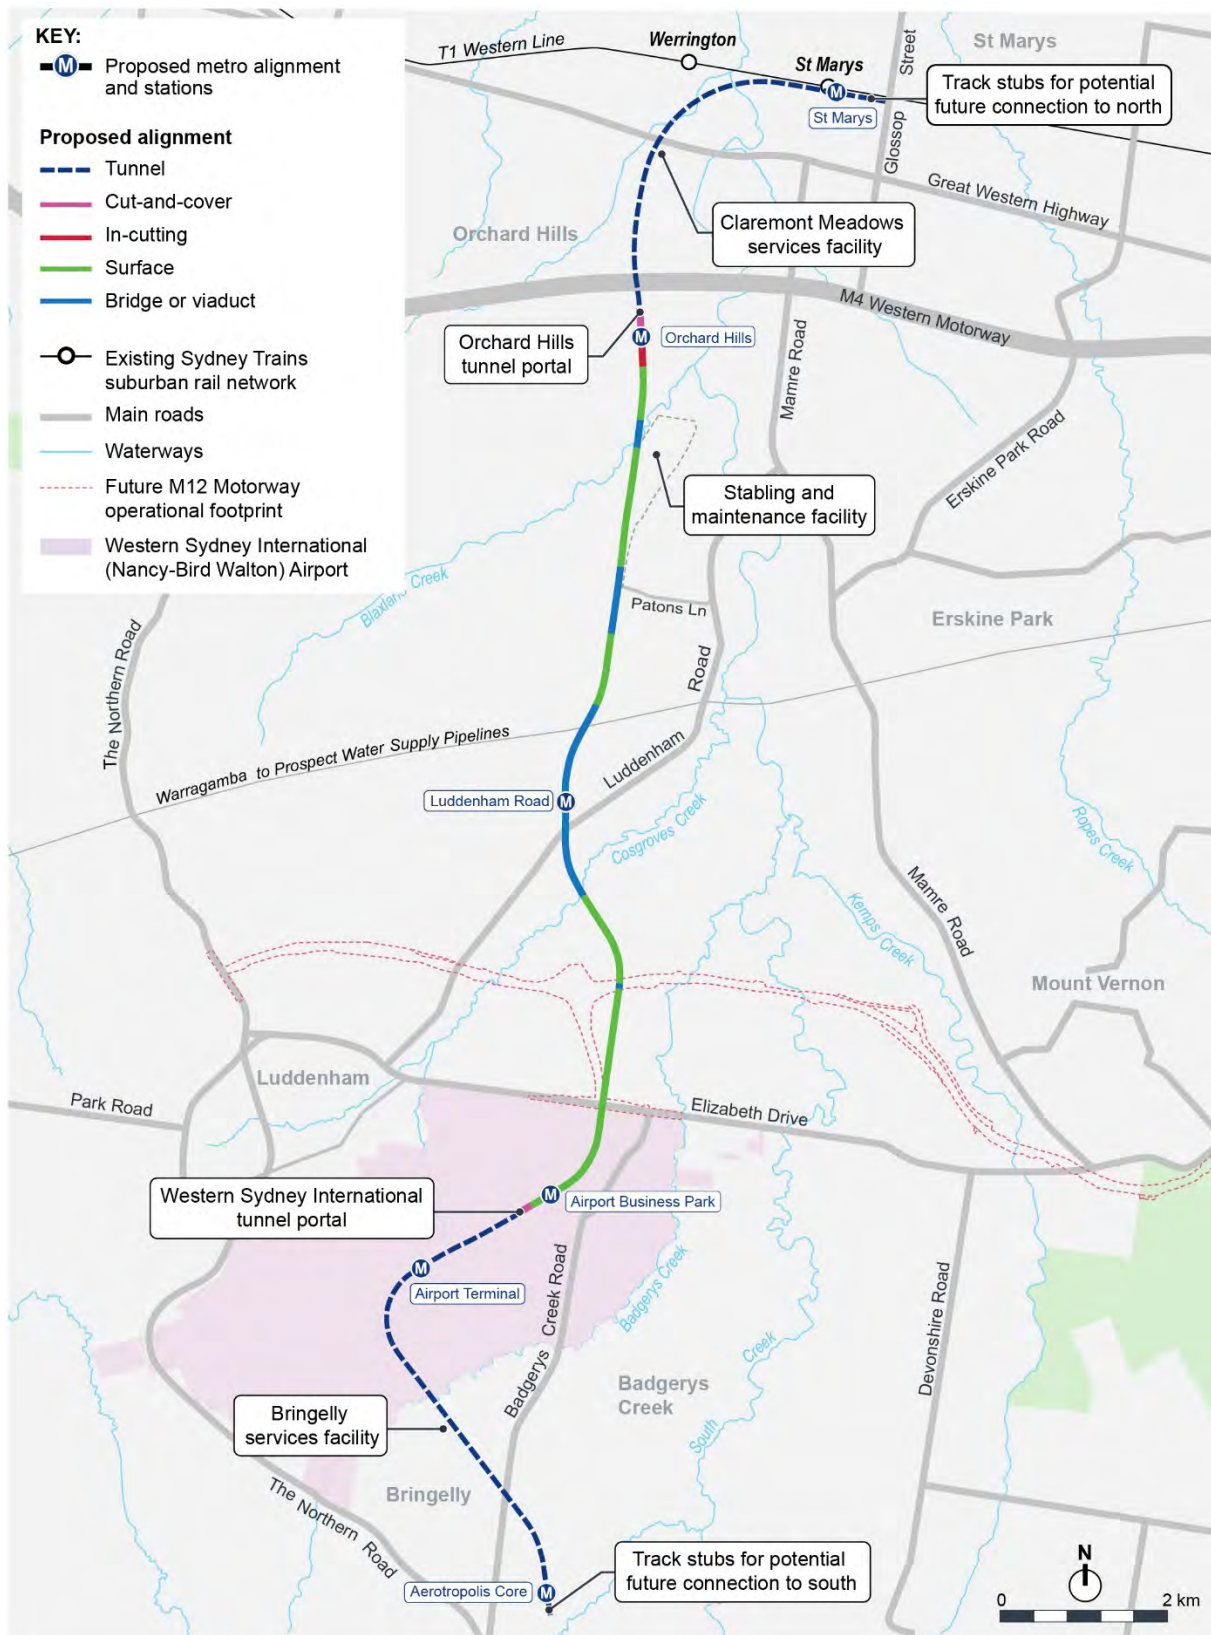 KEY:
M
Proposed metro alignment
and stations
Proposed alignment
Tunnel
Cut-and-cover
In-cutting
Surface
Bridge or viaduct
Existing Sydney Trains
suburban rail network
Main roads
Waterways
Future M12 Motorway
operational footprint
Western Sydney International
(Nancy-Bird Walton) Airport
T1 Western Line
Werrington
St Marys
M
St Marys
Glossop
Street
St Marys
Track stubs for potential
future connection to north
Great Western Highway
Claremont Meadows
services facility
Orchard Hills
M4 Western Motorway
Orchard Hills
tunnel portal
M
Orchard Hills
Mamre Road
Erskine Park Road
Stabling and
maintenance facility
Blaxland Creek
Patons Ln
Erskine Park
The Northern Road
Luddenham
Road
Warragamba to Prospect Water Supply Pipelines
Luddenham Road
M
Cosgroves Creek
Ropes Creek
Kemps Creek
Mamre Road
Mount Vernon
Luddenham
Park Road
Elizabeth Drive
Western Sydney International
tunnel portal
M
Airport Business Park
M
Airport Terminal
Badgerys Creek Road
Badgerys Creek
Devonshire Road
Badgerys
Creek
South
Creek
Bringelly
services facility
Bringelly
The Northern Road
Aerotropolis Core
M
Track stubs for potential
future connection to south
N
0
2 km